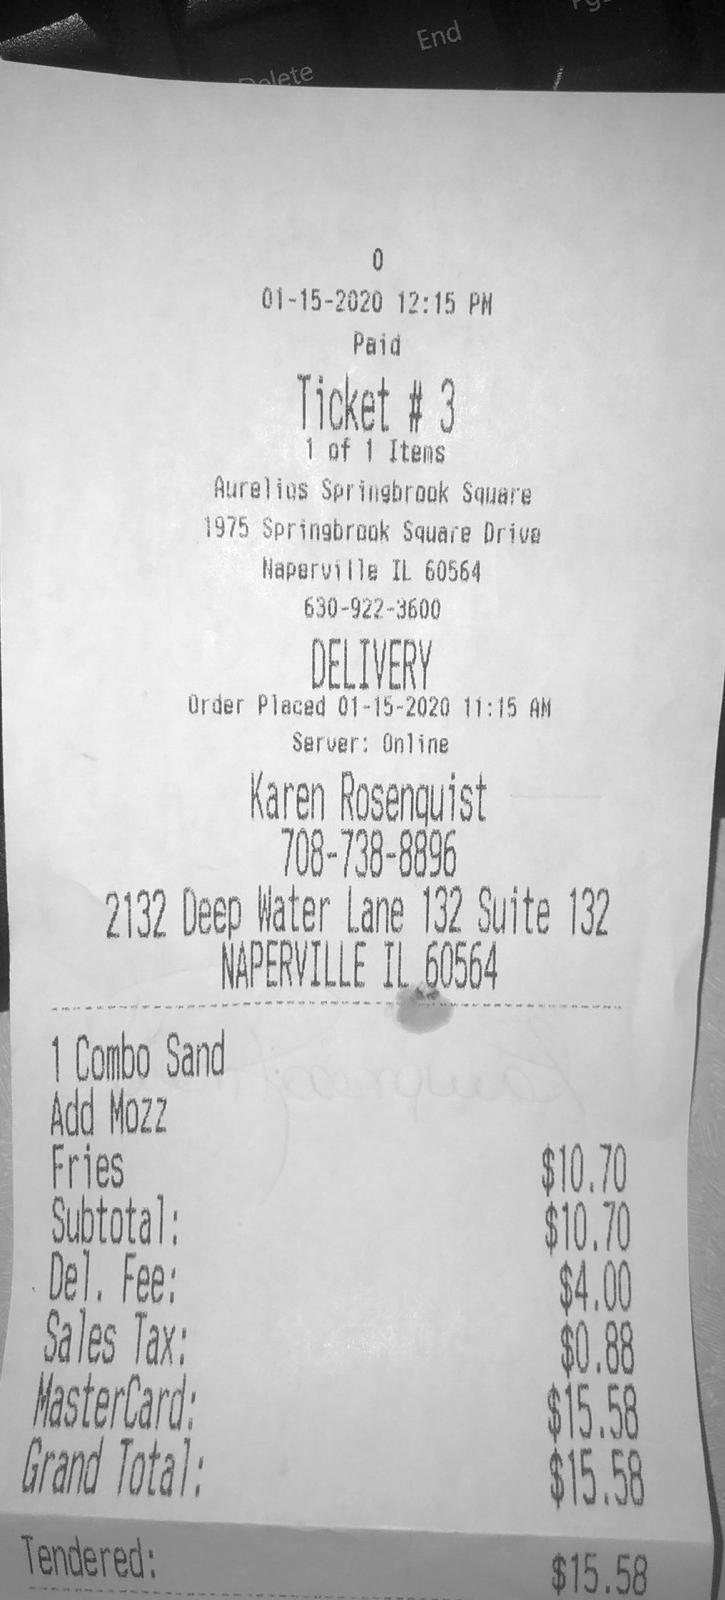 End
Delete
0
01-15-2020 12:15 PM
Paid
Ticket # 3
1 of 1 Items
Aurelios Springbrook Square
1975 Springbrook Square Drive
Naperville IL 60564
630-922-3600
DELIVERY
Order Placed 01-15-2020 11:15 AM
Server: Online
Karen Rosenquist
708-738-8896
2132 Deep Water Lane 132 Suite 132
NAPERVILLE IL 60564
1 Combo Sand
Add Mozz
Fries $10.70
Subtotal: $10.70
Del. Fee: $4.00
Sales Tax: $0.88
MasterCard: $15.58
Grand Total: $15.58
Tendered: $15.58